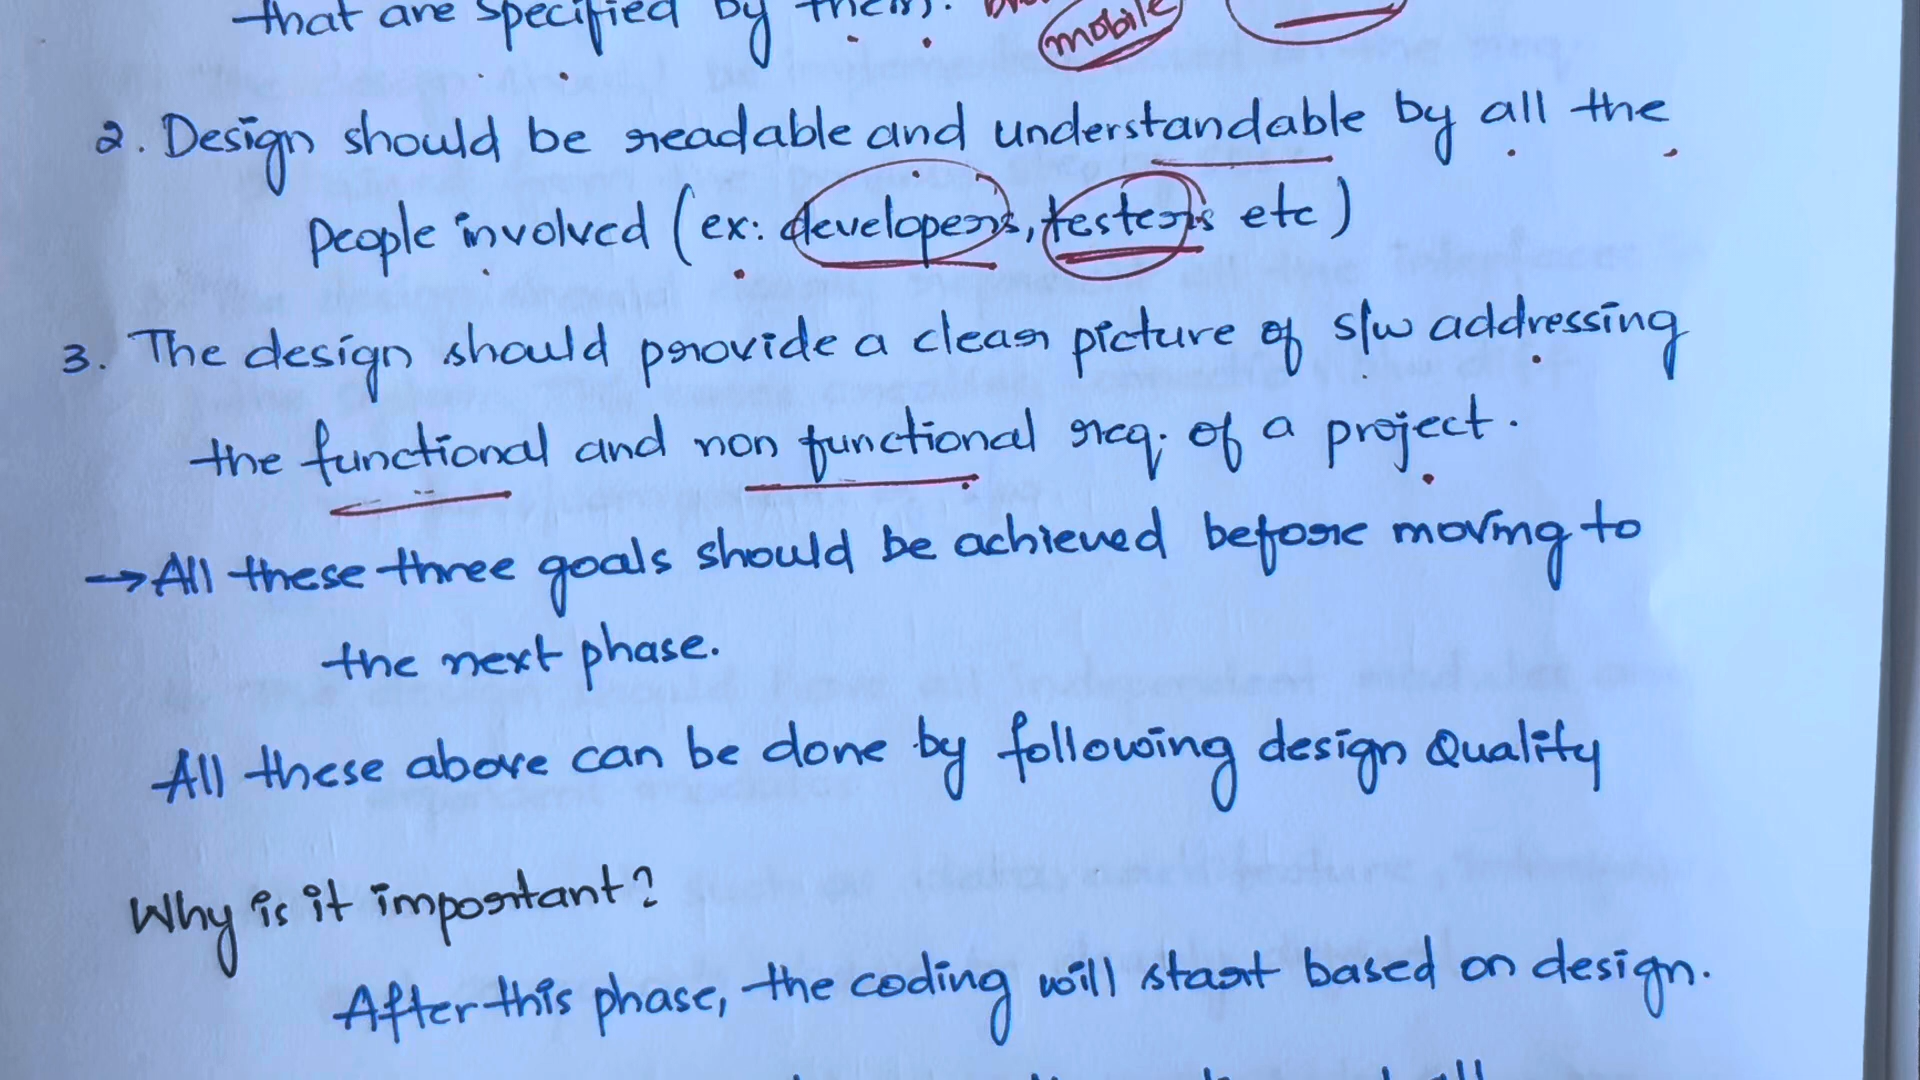 that are specified by them.
mobile
2. Design should be readable and understandable by all the
people involved (ex: developers, testers etc)
3. The design should provide a clear picture of s/w addressing
the functional and non functional req. of a project.
→ All these three goals should be achieved before moving to
the next phase.
All these above can be done by following design Quality
Why is it important?
After this phase, the coding will start based on design.